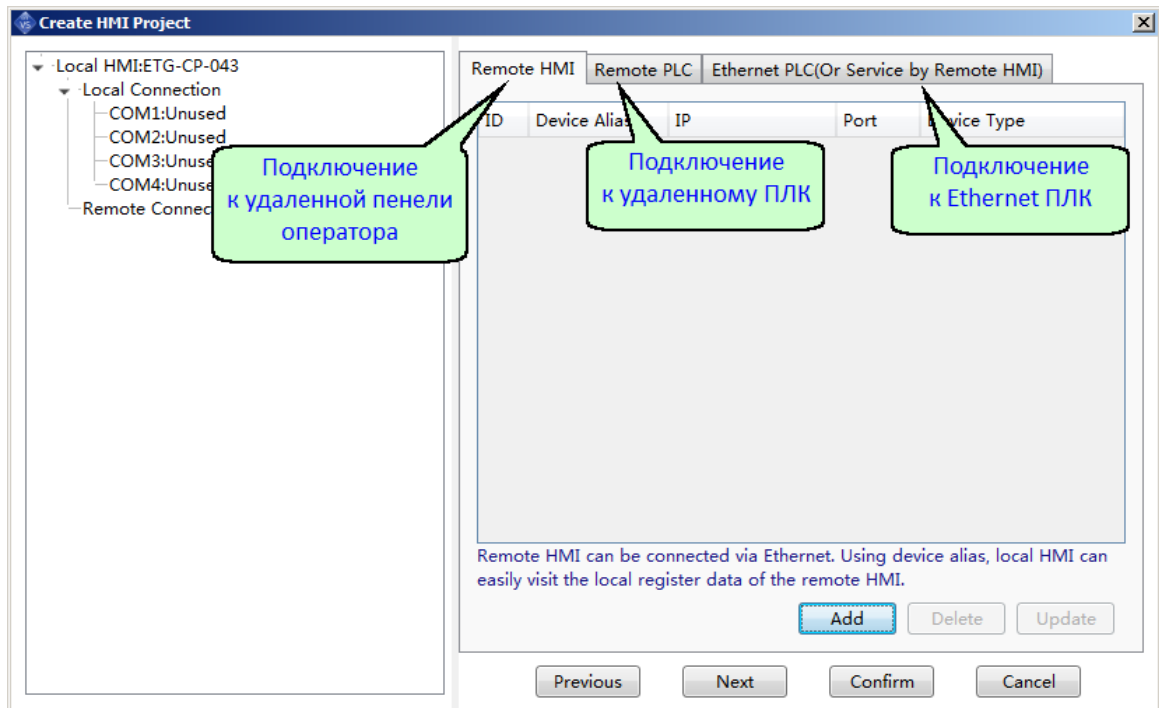 Create HMI Project
Local HMI:ETG-CP-043
Local Connection
COM1:Unused
COM2:Unused
COM3:Unuse
COM4:Unuse
Remote Connec
Remote HMI
Remote PLC
Ethernet PLC(Or Service by Remote HMI)
ID
Device Alia
IP
Port
vice Type
Подключение
к удаленной пенели
оператора
Подключение
к удаленному ПЛК
Подключение
к Ethernet ПЛК
Remote HMI can be connected via Ethernet. Using device alias, local HMI can
easily visit the local register data of the remote HMI.
Add
Delete
Update
Previous
Next
Confirm
Cancel